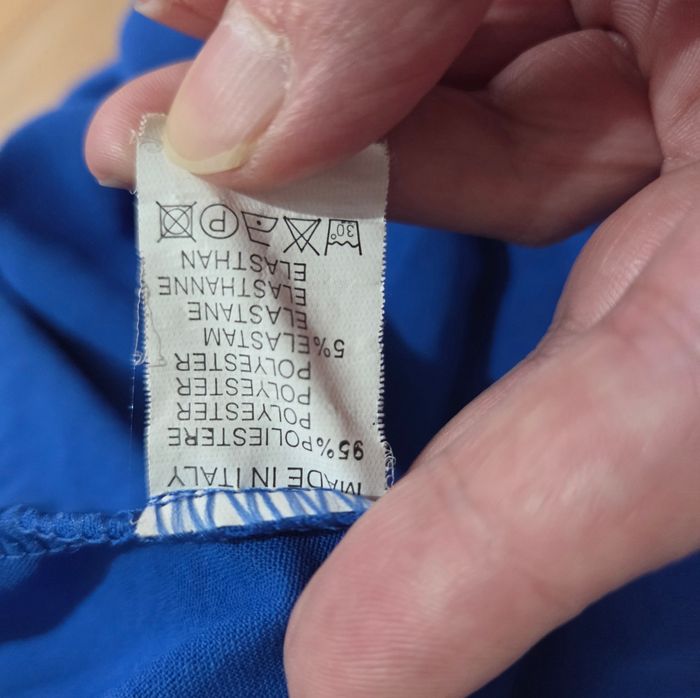 MADE IN ITALY
95%POLIESTERE
POLYESTER
POLYESTER
POLYESTER
5%ELASTAM
ELASTANE
ELASTHANNE
ELASTHAN
30° P